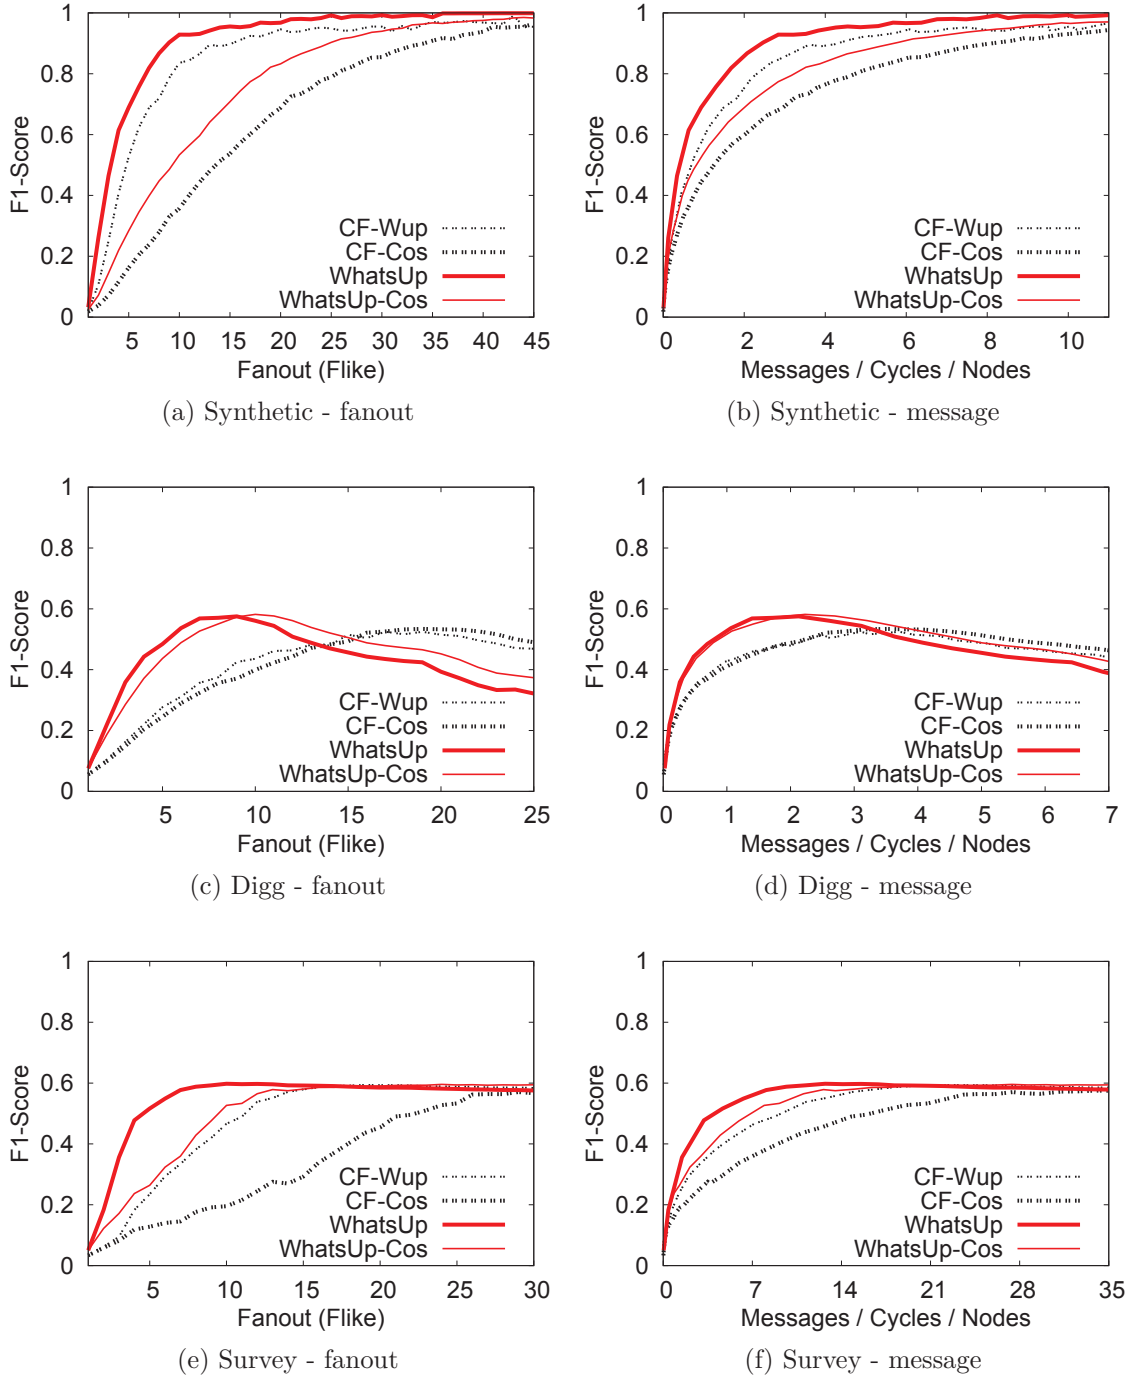 1
0.8
0.6
0.4
0.2
0
F1-Score
5 10 15 20 25 30 35 40 45
Fanout (Flike)
CF-Wup
CF-Cos
WhatsUp
WhatsUp-Cos
(a) Synthetic - fanout
1
0.8
0.6
0.4
0.2
0
F1-Score
0 2 4 6 8 10
Messages / Cycles / Nodes
CF-Wup
CF-Cos
WhatsUp
WhatsUp-Cos
(b) Synthetic - message
1
0.8
0.6
0.4
0.2
0
F1-Score
5 10 15 20 25
Fanout (Flike)
CF-Wup
CF-Cos
WhatsUp
WhatsUp-Cos
(c) Digg - fanout
1
0.8
0.6
0.4
0.2
0
F1-Score
0 1 2 3 4 5 6 7
Messages / Cycles / Nodes
CF-Wup
CF-Cos
WhatsUp
WhatsUp-Cos
(d) Digg - message
1
0.8
0.6
0.4
0.2
0
F1-Score
5 10 15 20 25 30
Fanout (Flike)
CF-Wup
CF-Cos
WhatsUp
WhatsUp-Cos
(e) Survey - fanout
1
0.8
0.6
0.4
0.2
0
F1-Score
0 7 14 21 28 35
Messages / Cycles / Nodes
CF-Wup
CF-Cos
WhatsUp
WhatsUp-Cos
(f) Survey - message